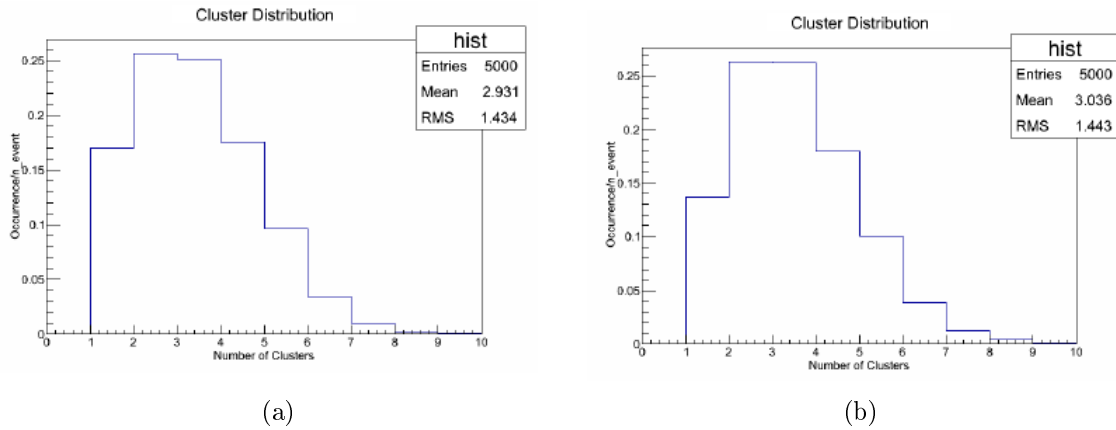 Cluster Distribution
hist
Entries 5000
Mean 2.931
RMS 1.434
Occurrence/n_event
0.25
0.2
0.15
0.1
0.05
0
0 1 2 3 4 5 6 7 8 9 10
Number of Clusters
(a)
Cluster Distribution
hist
Entries 5000
Mean 3.036
RMS 1.443
Occurrence/n_event
0.25
0.2
0.15
0.1
0.05
0
0 1 2 3 4 5 6 7 8 9 10
Number of Clusters
(b)